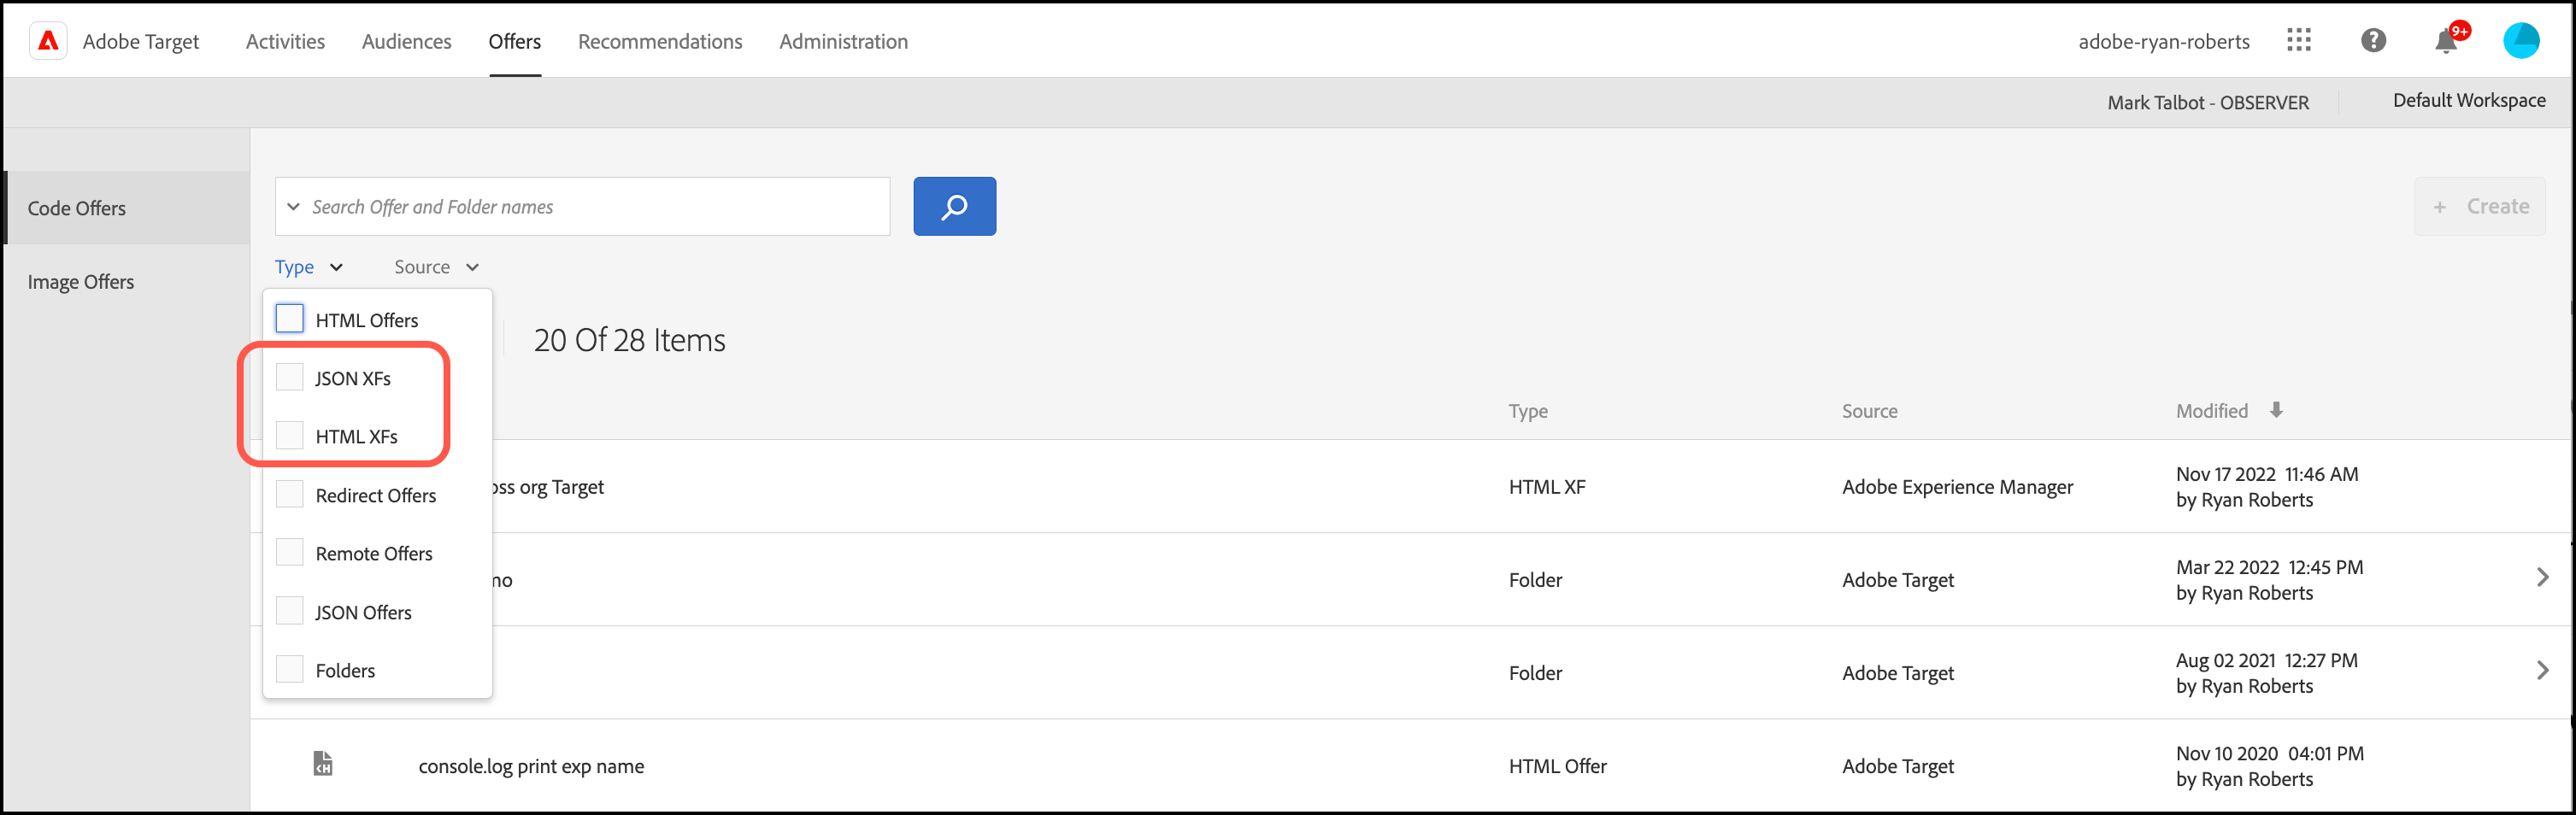 Adobe Target Activities Audiences Offers Recommendations Administration adobe-ryan-roberts 9+
Mark Talbot - OBSERVER Default Workspace
Code Offers
Image Offers
Search Offer and Folder names
+ Create
Type Source
HTML Offers
JSON XFs
HTML XFs
Redirect Offers
Remote Offers
JSON Offers
Folders
20 Of 28 Items
Type Source Modified
org Target HTML XF Adobe Experience Manager Nov 17 2022 11:46 AM
by Ryan Roberts
Folder Adobe Target Mar 22 2022 12:45 PM
by Ryan Roberts
Folder Adobe Target Aug 02 2021 12:27 PM
by Ryan Roberts
console.log print exp name HTML Offer Adobe Target Nov 10 2020 04:01 PM
by Ryan Roberts